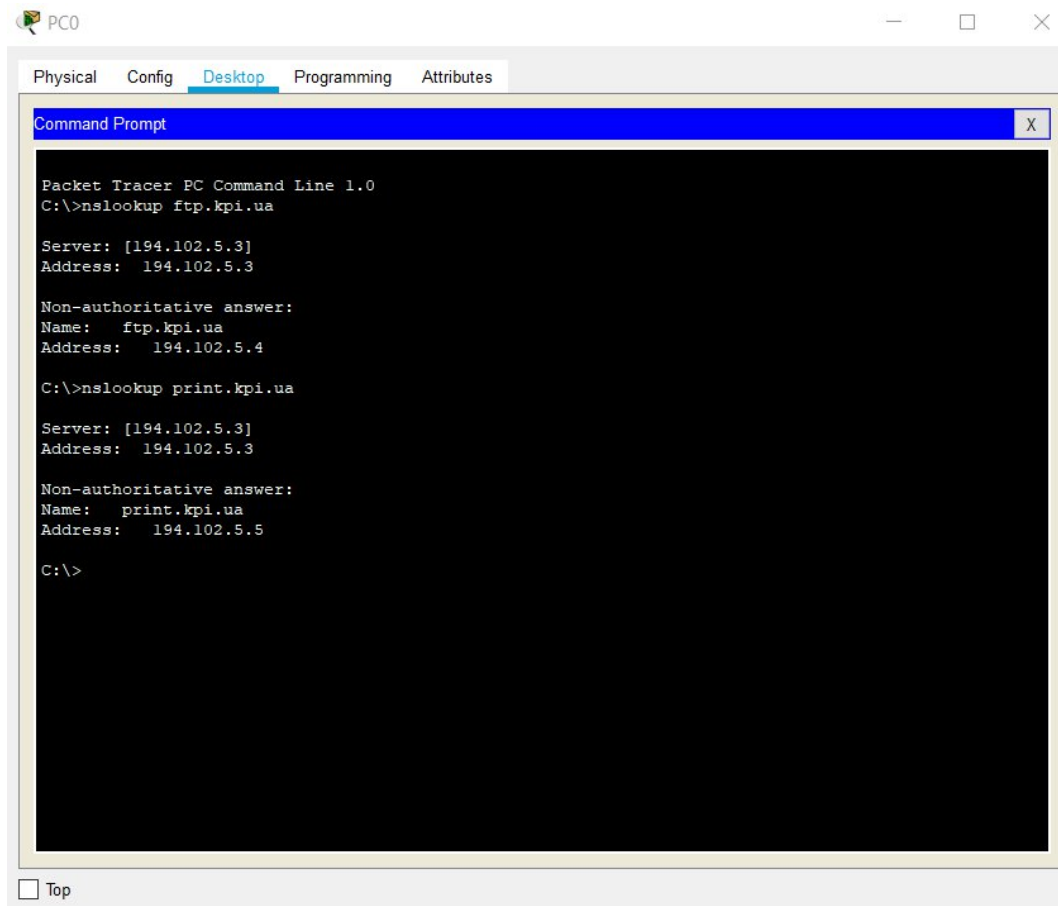 PC0
Physical Config Desktop Programming Attributes
Command Prompt X
Packet Tracer PC Command Line 1.0
C:\>nslookup ftp.kpi.ua
Server: [194.102.5.3]
Address:  194.102.5.3
Non-authoritative answer:
Name:   ftp.kpi.ua
Address:   194.102.5.4
C:\>nslookup print.kpi.ua
Server: [194.102.5.3]
Address:  194.102.5.3
Non-authoritative answer:
Name:   print.kpi.ua
Address:   194.102.5.5
C:\>
Top